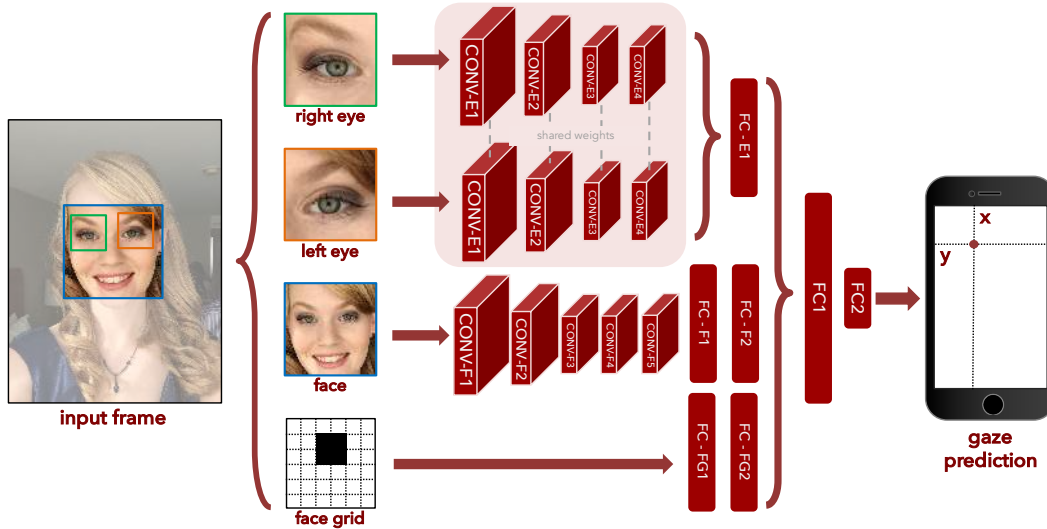 right eye
CONV-E1
CONV-E2
CONV-E3
CONV-E4
shared weights
left eye
CONV-E1
CONV-E2
CONV-E3
CONV-E4
FC - E1
input frame
face
CONV-F1
CONV-F2
CONV-F3
CONV-F4
CONV-F5
FC - F1
FC - F2
face grid
FC - FG1
FC - FG2
FC1
FC2
x
y
gaze
prediction